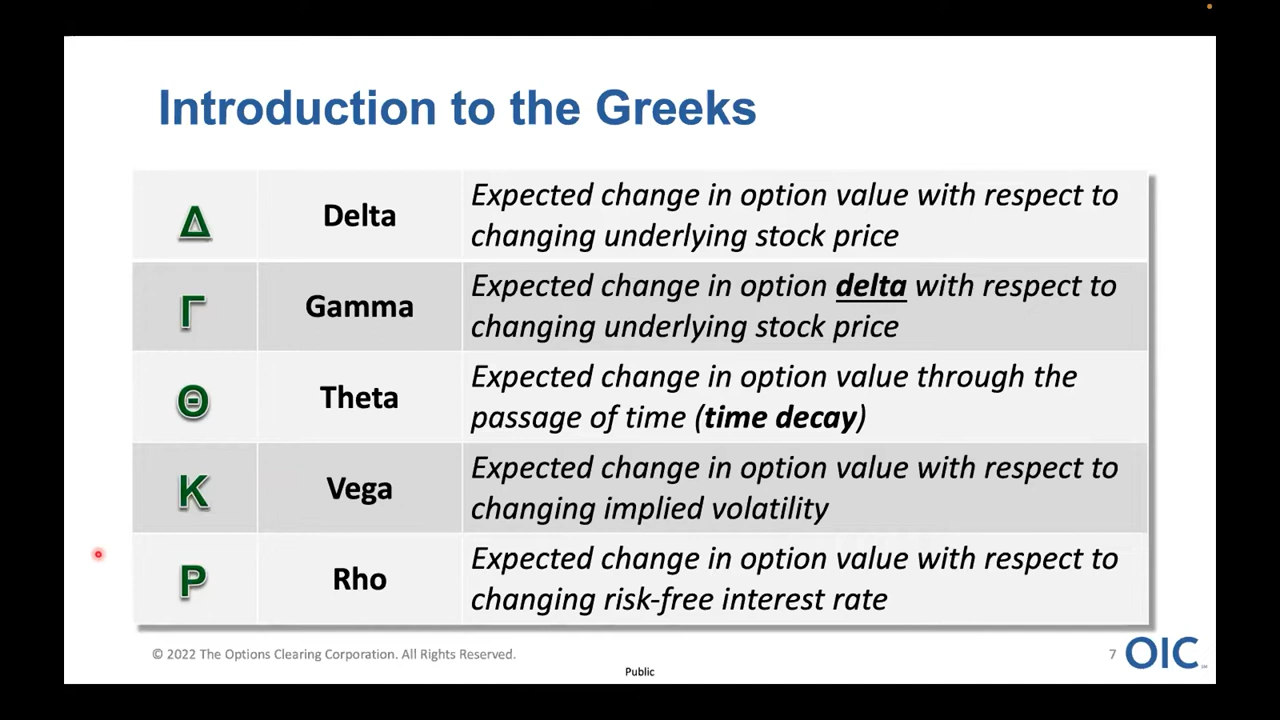 Introduction to the Greeks
Δ
Delta
Expected change in option value with respect to
changing underlying stock price
Γ
Gamma
Expected change in option delta with respect to
changing underlying stock price
Θ
Theta
Expected change in option value through the
passage of time (time decay)
Κ
Vega
Expected change in option value with respect to
changing implied volatility
Ρ
Rho
Expected change in option value with respect to
changing risk-free interest rate
© 2022 The Options Clearing Corporation. All Rights Reserved.
7
OIC
Public